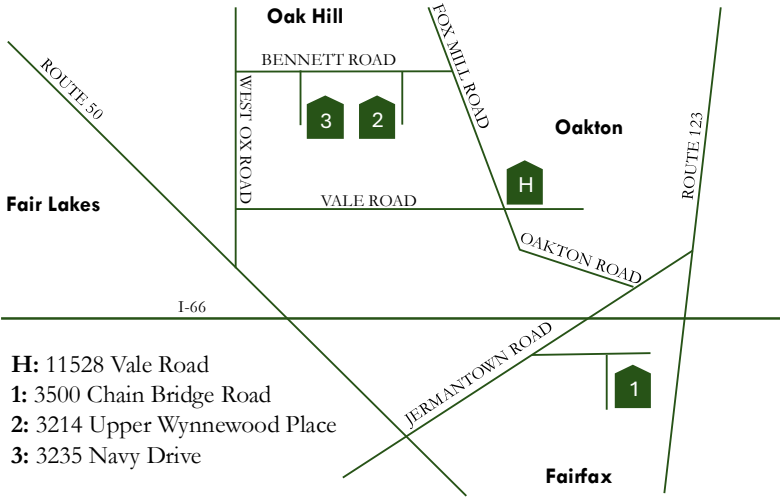 Oak Hill
FOX MILL ROAD
BENNETT ROAD
ROUTE 50
WEST OX ROAD
3
2
Oakton
ROUTE 123
H
Fair Lakes
VALE ROAD
OAKTON ROAD
I-66
JERMANTOWN ROAD
1
H: 11528 Vale Road
1: 3500 Chain Bridge Road
2: 3214 Upper Wynnewood Place
3: 3235 Navy Drive
Fairfax